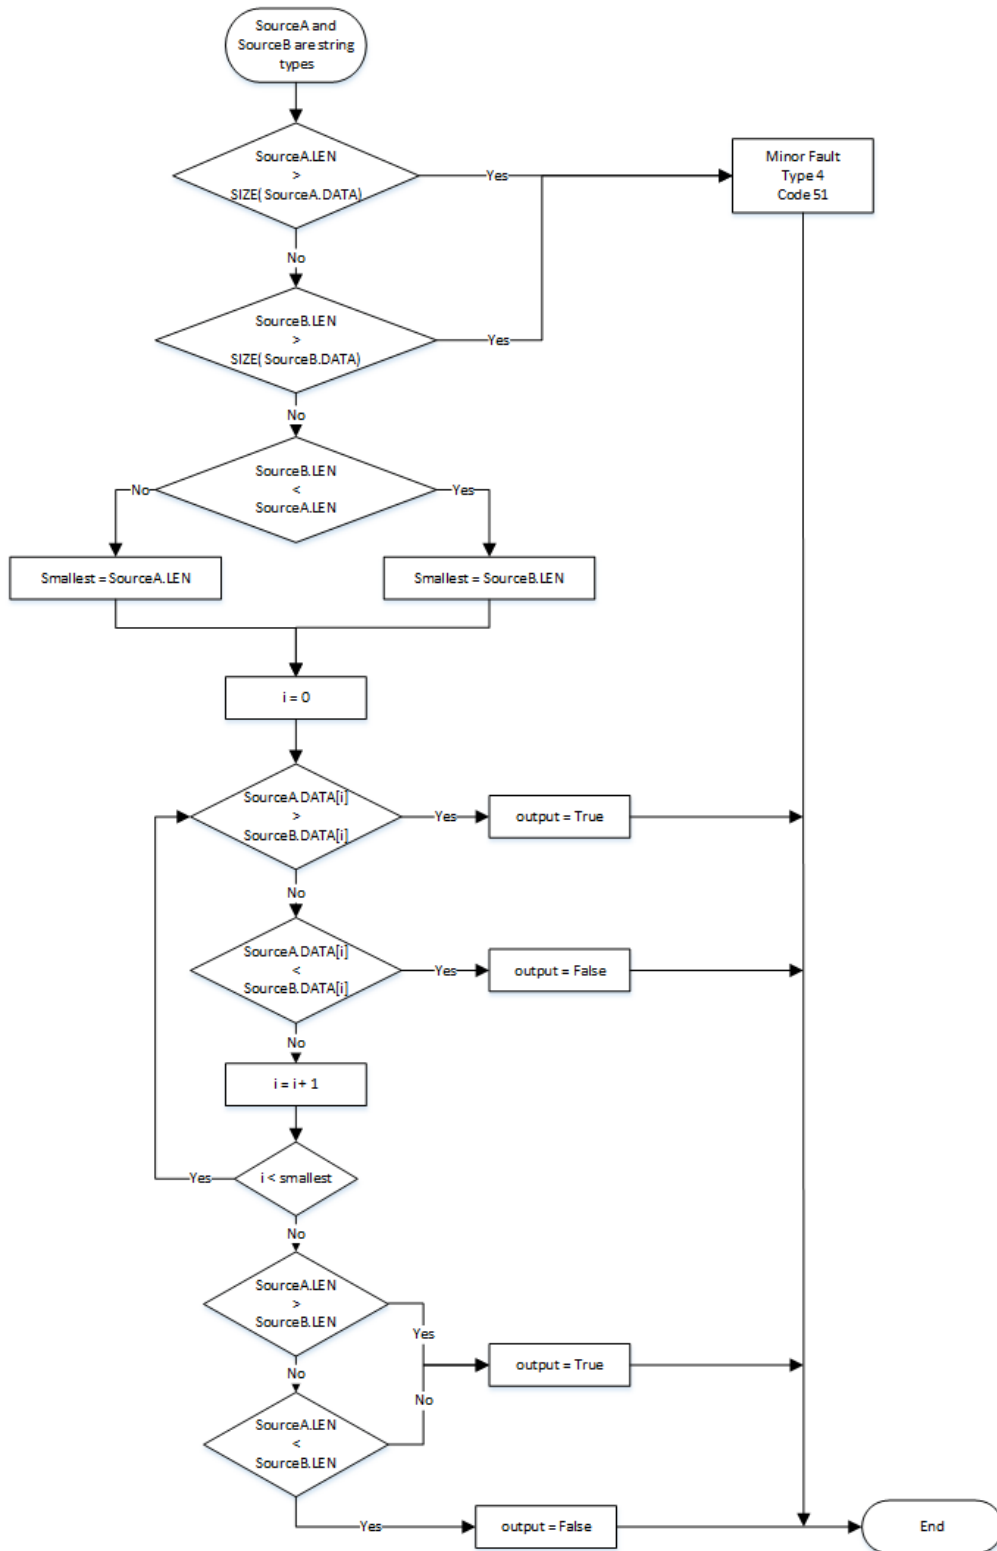 SourceA and
SourceB are string
types
SourceA.LEN
>
SIZE( SourceA.DATA)
Yes
Minor Fault
Type 4
Code 51
No
SourceB.LEN
>
SIZE( SourceB.DATA)
Yes
No
SourceB.LEN
<
SourceA.LEN
No
Yes
Smallest = SourceA.LEN
Smallest = SourceB.LEN
i = 0
SourceA.DATA[i]
>
SourceB.DATA[i]
Yes
output = True
No
SourceA.DATA[i]
<
SourceB.DATA[i]
Yes
output = False
No
i = i + 1
i < smallest
Yes
No
SourceA.LEN
>
SourceB.LEN
Yes
output = True
No
No
SourceA.LEN
<
SourceB.LEN
Yes
output = False
End